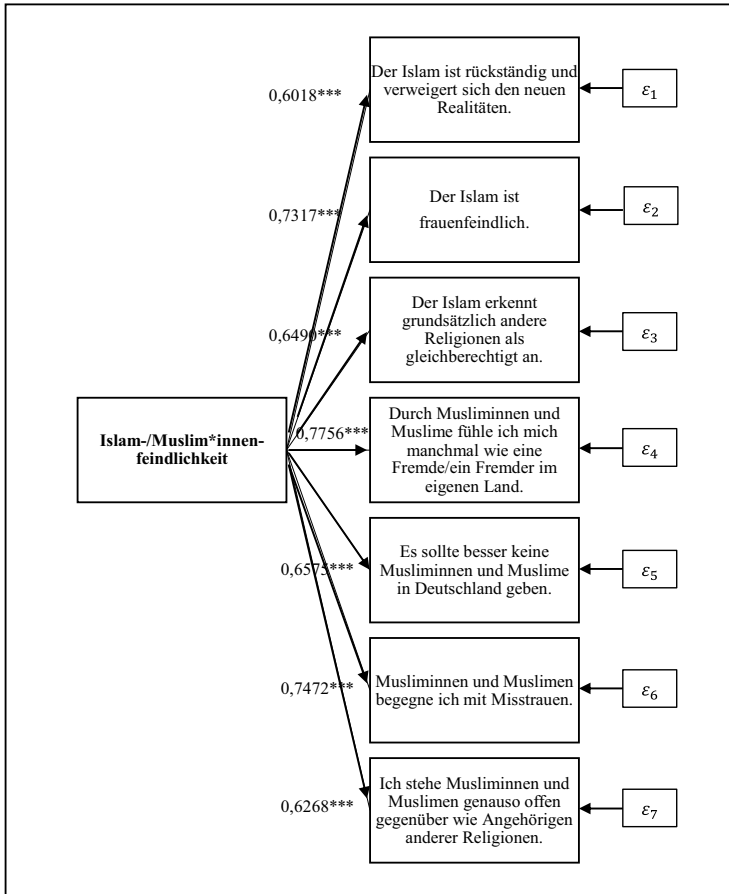 Der Islam ist rückständig und
verweigert sich den neuen
Realitäten.
0,6018***
ε1
Der Islam ist
frauenfeindlich.
0,7317***
ε2
Der Islam erkennt
grundsätzlich andere
Religionen als
gleichberechtigt an.
0,6490***
ε3
Islam-/Muslim*innen-
feindlichkeit
0,7756***
Durch Musliminnen und
Muslime fühle ich mich
manchmal wie eine
Fremde/ein Fremder im
eigenen Land.
ε4
Es sollte besser keine
Musliminnen und Muslime
in Deutschland geben.
0,6575***
ε5
Musliminnen und Muslimen
begegne ich mit Misstrauen.
0,7472***
ε6
Ich stehe Musliminnen und
Muslimen genauso offen
gegenüber wie Angehörigen
anderer Religionen.
0,6268***
ε7